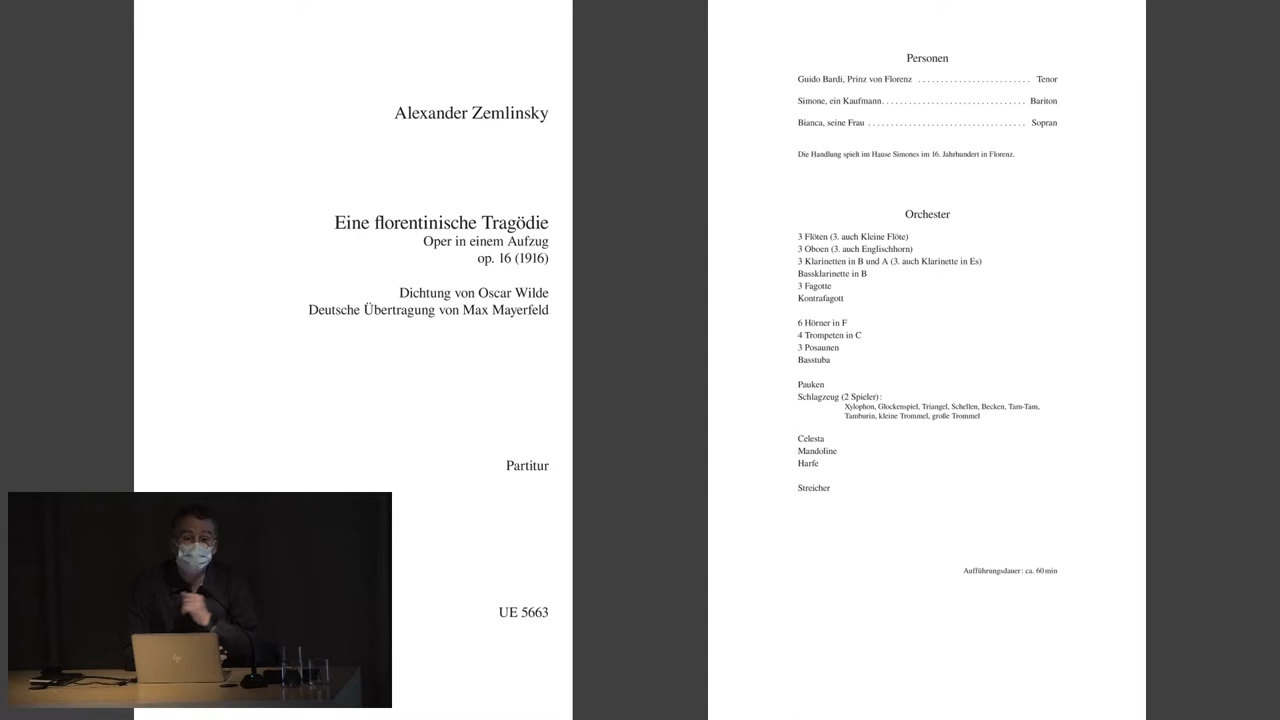 Alexander Zemlinsky
Eine florentinische Tragödie
Oper in einem Aufzug
op. 16 (1916)
Dichtung von Oscar Wilde
Deutsche Übertragung von Max Mayerfeld
Partitur
UE 5663
Personen
Guido Bardi, Prinz von Florenz . . . . . . . . . . . . . . . . . . . . . . . . . Tenor
Simone, ein Kaufmann. . . . . . . . . . . . . . . . . . . . . . . . . . . . . . . . Bariton
Bianca, seine Frau . . . . . . . . . . . . . . . . . . . . . . . . . . . . . . . . . . . Sopran
Die Handlung spielt im Hause Simones im 16. Jahrhundert in Florenz.
Orchester
3 Flöten (3. auch Kleine Flöte)
3 Oboen (3. auch Englischhorn)
3 Klarinetten in B und A (3. auch Klarinette in Es)
Bassklarinette in B
3 Fagotte
Kontrafagott
6 Hörner in F
4 Trompeten in C
3 Posaunen
Basstuba
Pauken
Schlagzeug (2 Spieler):
Xylophon, Glockenspiel, Triangel, Schellen, Becken, Tam-Tam,
Tamburin, kleine Trommel, große Trommel
Celesta
Mandoline
Harfe
Streicher
Aufführungsdauer: ca. 60 min
hp